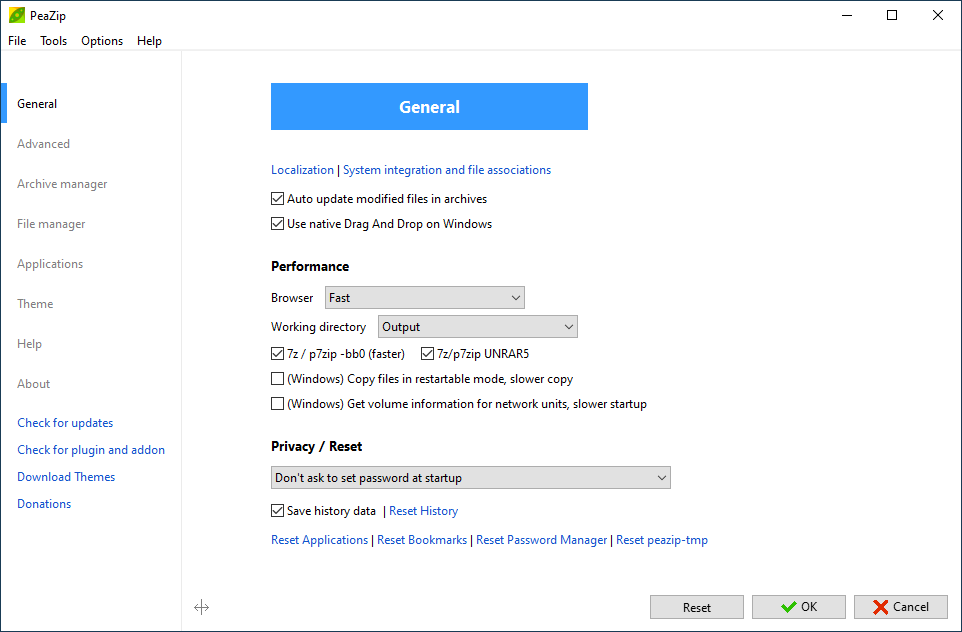 PeaZip
File Tools Options Help
General
Advanced
Archive manager
File manager
Applications
Theme
Help
About
Check for updates
Check for plugin and addon
Download Themes
Donations
General
Localization | System integration and file associations
Auto update modified files in archives
Use native Drag And Drop on Windows
Performance
Browser Fast
Working directory Output
7z / p7zip -bb0 (faster) 7z/p7zip UNRAR5
(Windows) Copy files in restartable mode, slower copy
(Windows) Get volume information for network units, slower startup
Privacy / Reset
Don't ask to set password at startup
Save history data | Reset History
Reset Applications | Reset Bookmarks | Reset Password Manager | Reset peazip-tmp
Reset OK Cancel